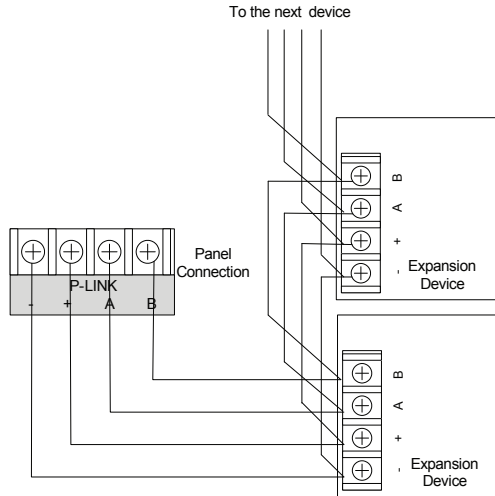 To the next device
B
A
+
-
Expansion
Device
Panel
Connection
P-LINK
- + A B
B
A
+
-
Expansion
Device